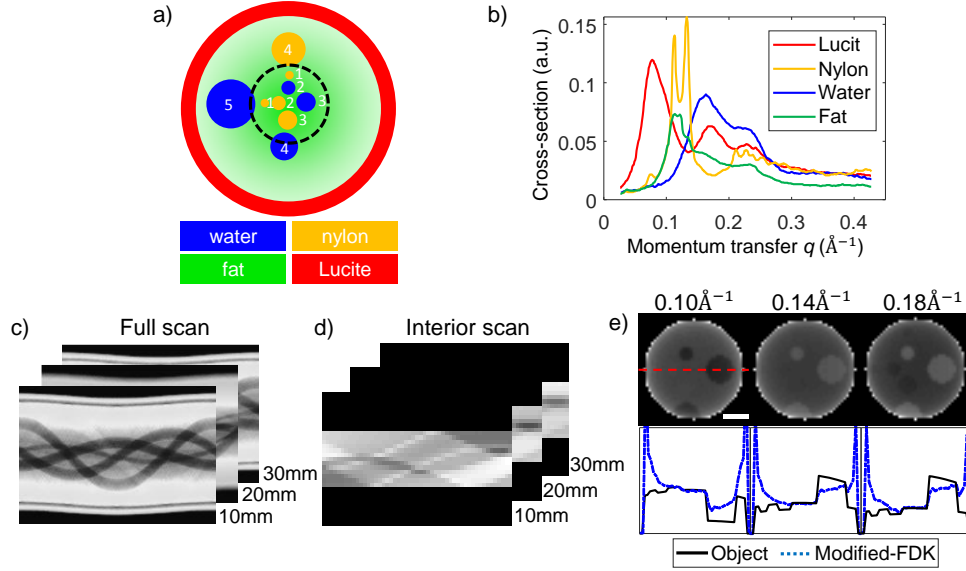 a)
4
1
2
5
1 2 3
3
4
water
nylon
fat
Lucite
b)
Cross-section (a.u.)
0.15
0.1
0.05
0
0 0.1 0.2 0.3 0.4
Momentum transfer q (Å⁻¹)
Lucit
Nylon
Water
Fat
c) Full scan
30mm
20mm
10mm
d) Interior scan
30mm
20mm
10mm
e) 0.10Å⁻¹ 0.14Å⁻¹ 0.18Å⁻¹
Object Modified-FDK